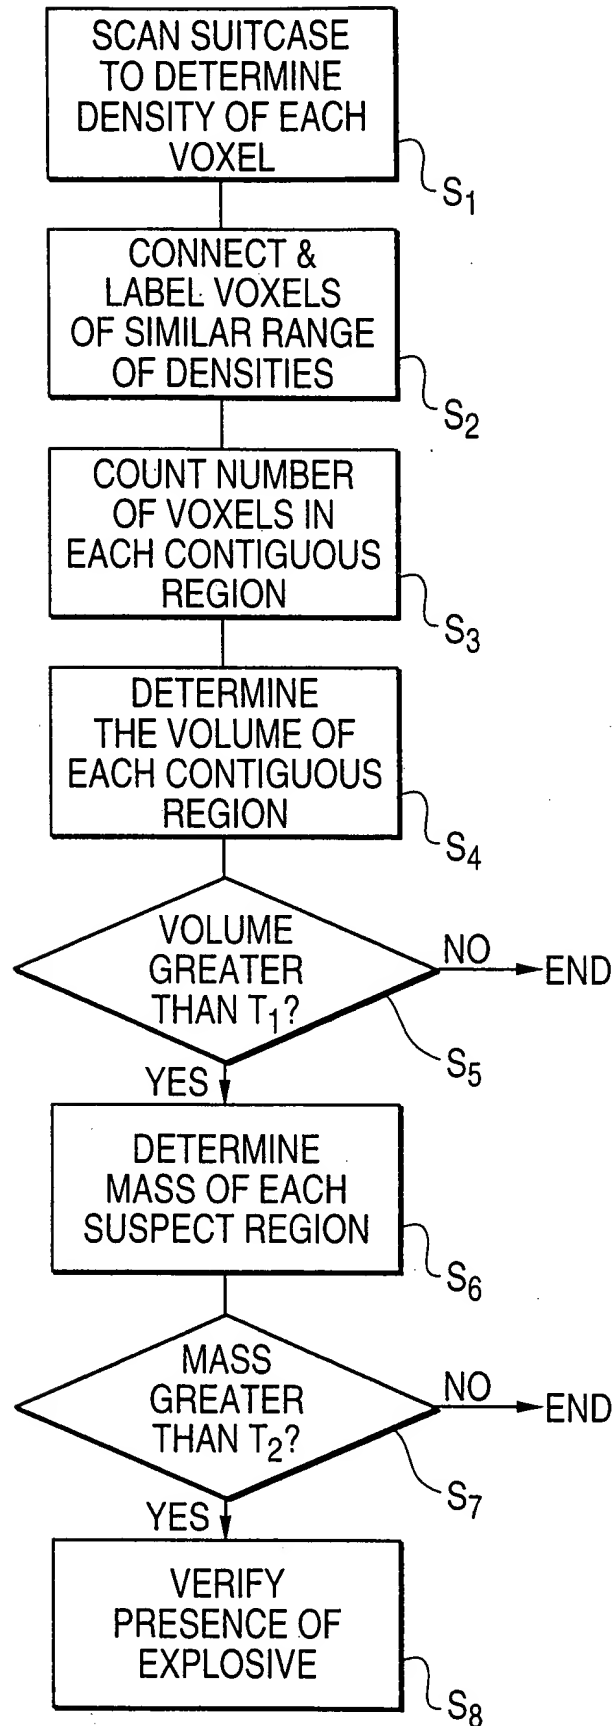 SCAN SUITCASE
TO DETERMINE
DENSITY OF EACH
VOXEL
S1
CONNECT &
LABEL VOXELS
OF SIMILAR RANGE
OF DENSITIES
S2
COUNT NUMBER
OF VOXELS IN
EACH CONTIGUOUS
REGION
S3
DETERMINE
THE VOLUME OF
EACH CONTIGUOUS
REGION
S4
VOLUME
GREATER
THAN T1?
NO
END
S5
YES
DETERMINE
MASS OF EACH
SUSPECT REGION
S6
MASS
GREATER
THAN T2?
NO
END
S7
YES
VERIFY
PRESENCE OF
EXPLOSIVE
S8